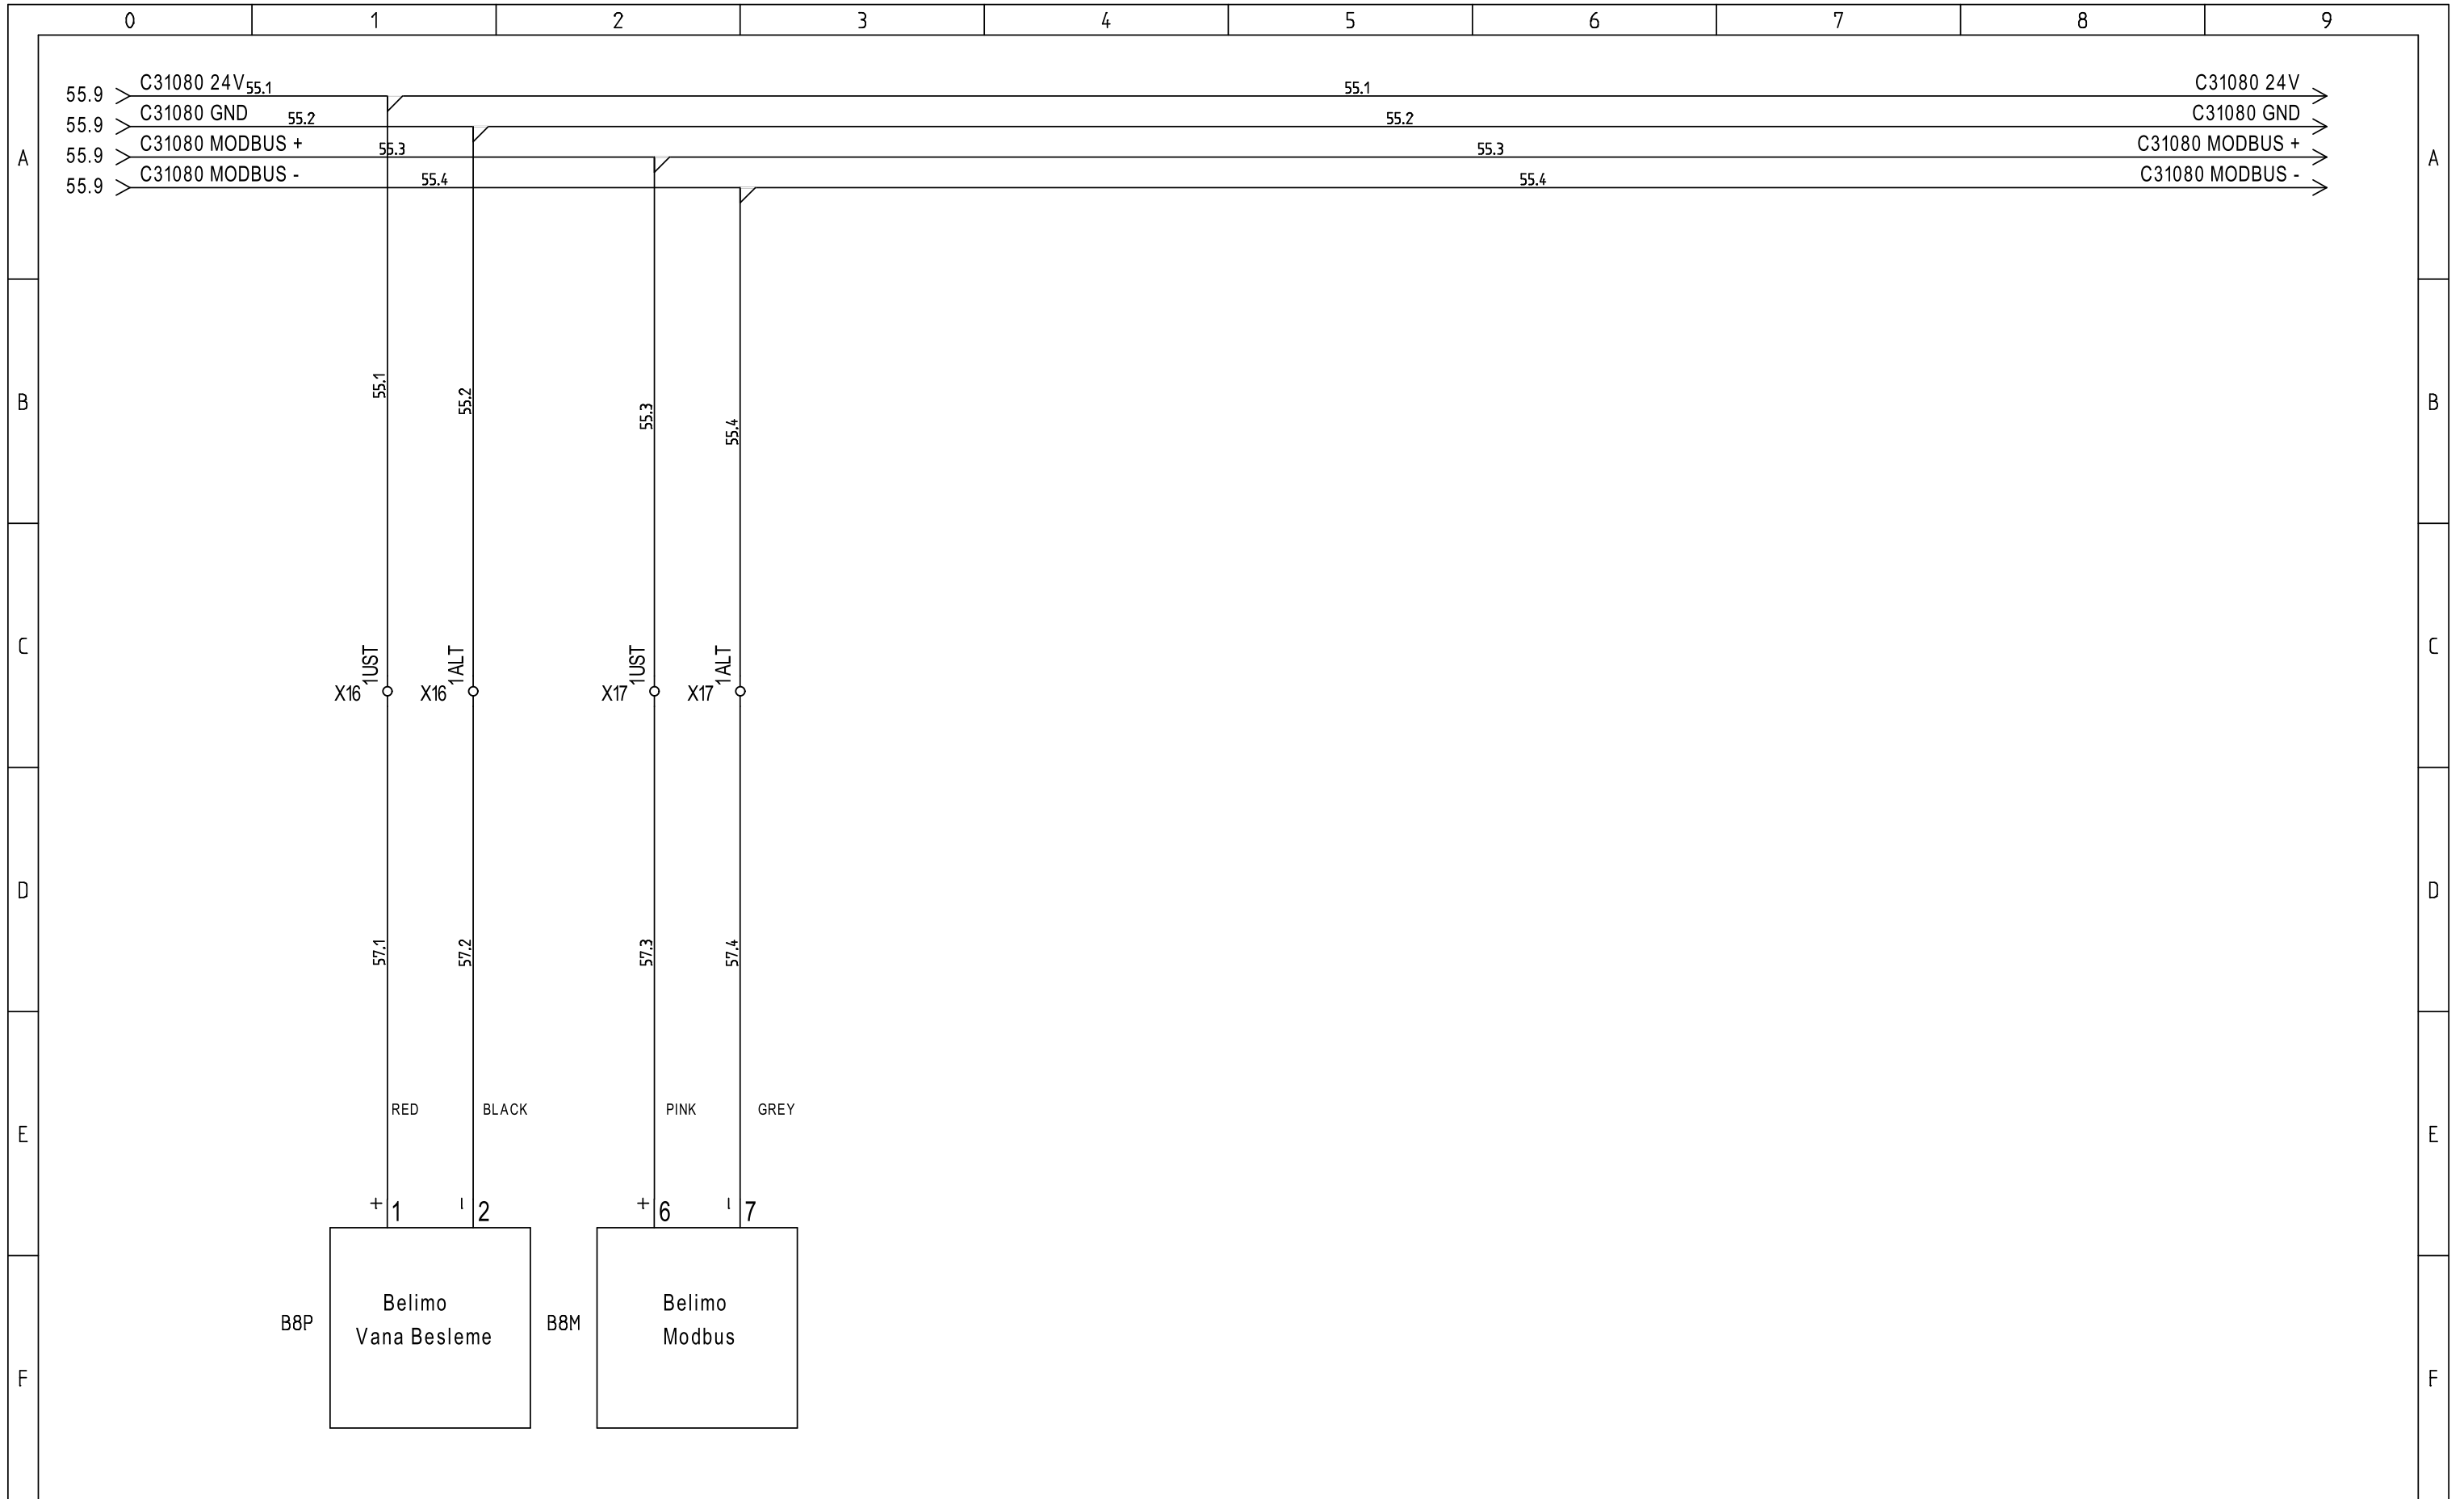 0 1 2 3 4 5 6 7 8 9
55.9 C31080 24V 55.1 55.1 C31080 24V
55.9 C31080 GND 55.2 55.2 C31080 GND
55.9 C31080 MODBUS + 55.3 55.3 C31080 MODBUS +
55.9 C31080 MODBUS - 55.4 55.4 C31080 MODBUS -
A A
55.1 55.2 55.3 55.4
B B
1UST 1ALT 1UST 1ALT
C C
X16 X16 X17 X17
D D
57.1 57.2 57.3 57.4
RED BLACK PINK GREY
E E
+ 1 - 2 + 6 - 7
Belimo Belimo
B8P Vana Besleme B8M Modbus
F F